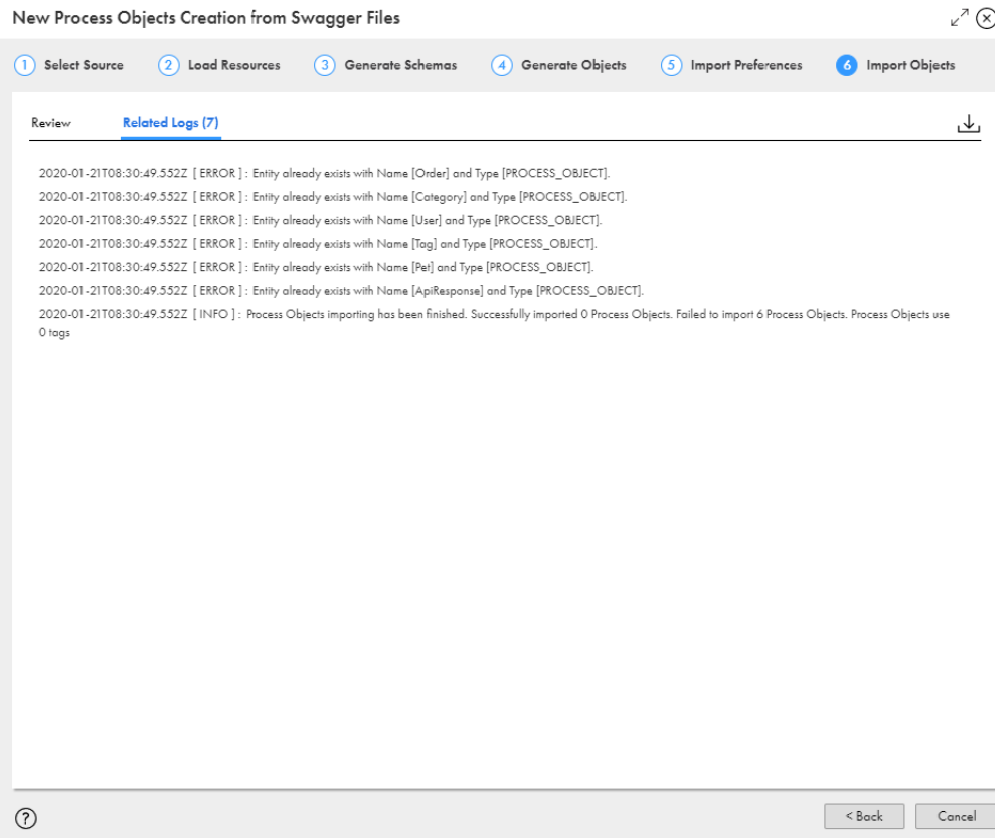 New Process Objects Creation from Swagger Files
1 Select Source 2 Load Resources 3 Generate Schemas 4 Generate Objects 5 Import Preferences 6 Import Objects
Review Related Logs (7)
2020-01-21T08:30:49.552Z [ ERROR ] : Entity already exists with Name [Order] and Type [PROCESS_OBJECT].
2020-01-21T08:30:49.552Z [ ERROR ] : Entity already exists with Name [Category] and Type [PROCESS_OBJECT].
2020-01-21T08:30:49.552Z [ ERROR ] : Entity already exists with Name [User] and Type [PROCESS_OBJECT].
2020-01-21T08:30:49.552Z [ ERROR ] : Entity already exists with Name [Tag] and Type [PROCESS_OBJECT].
2020-01-21T08:30:49.552Z [ ERROR ] : Entity already exists with Name [Pet] and Type [PROCESS_OBJECT].
2020-01-21T08:30:49.552Z [ ERROR ] : Entity already exists with Name [ApiResponse] and Type [PROCESS_OBJECT].
2020-01-21T08:30:49.552Z [ INFO ] : Process Objects importing has been finished. Successfully imported 0 Process Objects. Failed to import 6 Process Objects. Process Objects use
0 tags
? < Back Cancel